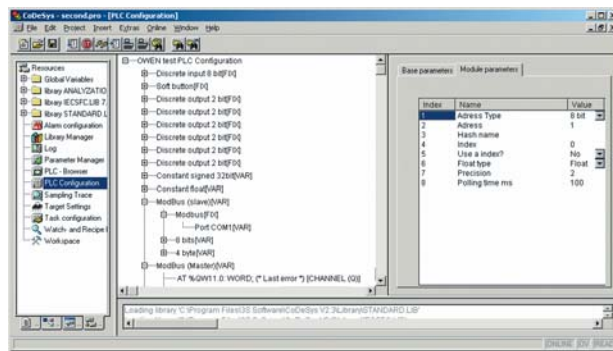 CoDeSys - second.pro - [PLC Configuration]
File Edit Project Insert Extras Online Window Help
Resources
Global Variables
library ANALYZATIO
library IECSFC.LIB 7.
library STANDARD.L
Alarm configuration
Library Manager
Log
Parameter Manager
PLC - Browser
PLC Configuration
Sampling Trace
Target Settings
Task configuration
Watch- and Recipe
Workspace
OWEN test PLC Configuration
Discrete input 8 bit[FIX]
Soft button[FIX]
Discrete output 2 bit[FIX]
Discrete output 2 bit[FIX]
Discrete output 2 bit[FIX]
Discrete output 2 bit[FIX]
Discrete output 2 bit[FIX]
Constant signed 32bit[VAR]
Constant float[VAR]
ModBus (slave)[VAR]
Modbus[FIX]
Port COM1[VAR]
8 bits[VAR]
4 byte[VAR]
ModBus (Master)[VAR]
AT %QW11.0: WORD; (* Last error *) [CHANNEL (Q)]
Base parameters Module parameters
Index Name Value
1 Adress Type 8 bit
2 Adress 1
3 Hash name
4 Index 0
5 Use a index? No
6 Float type Float
7 Precision 2
8 Polling time ms 100
Loading library 'C:\Program Files\3S Software\CoDeSys V2.3\Library\STANDARD.LIB'
ONLINE OV READ